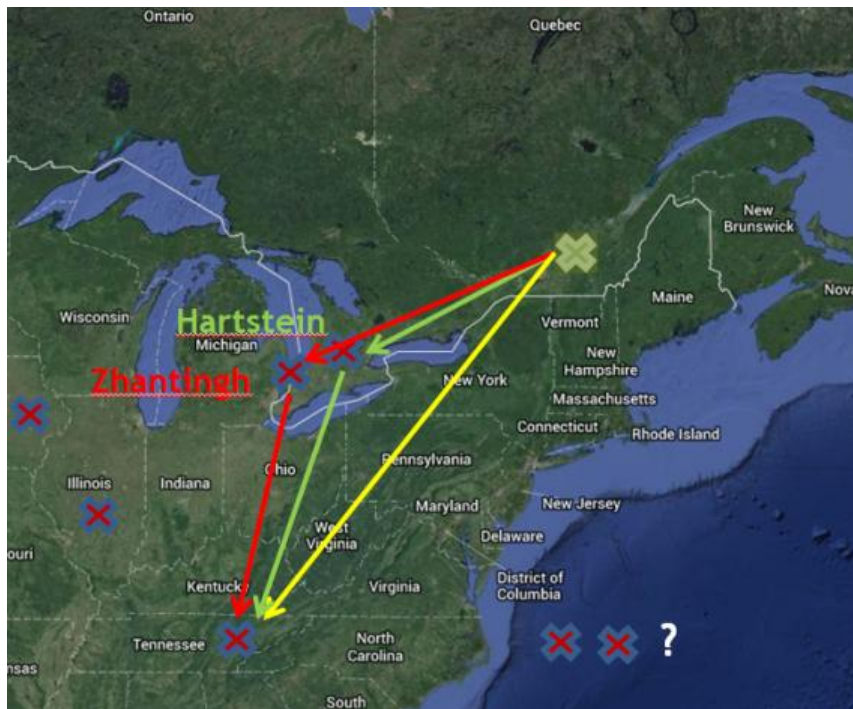 Ontario
Quebec
New
Brunswick
Maine
Nova
Wisconsin
Hartstein
Michigan
Vermont
New
Hampshire
Zhantingh
New York
Massachusetts
Connecticut
Rhode Island
Illinois
Indiana
Ohio
Pennsylvania
Maryland
New Jersey
West
Virginia
Delaware
ouri
Kentucky
Virginia
District of
Columbia
Tennessee
North
Carolina
?
nsas
South